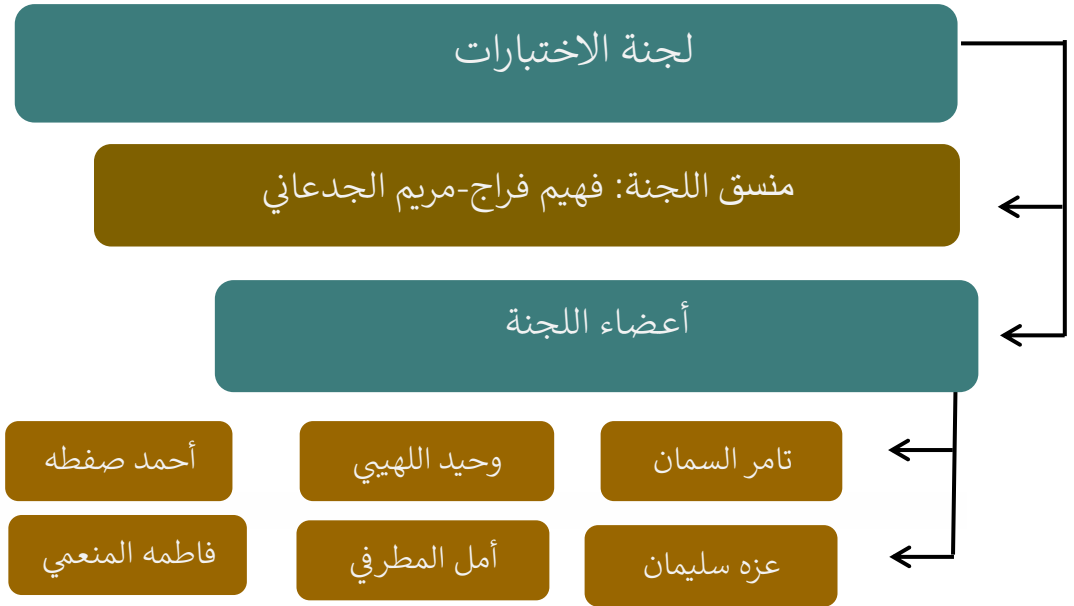 لجنة الاختبارات
منسق اللجنة: فهيم فراج-مريم الجدعاني
أعضاء اللجنة
تامر السمان
وحيد اللهيبي
أحمد صفطه
عزه سليمان
أمل المطرفي
فاطمه المنعمي